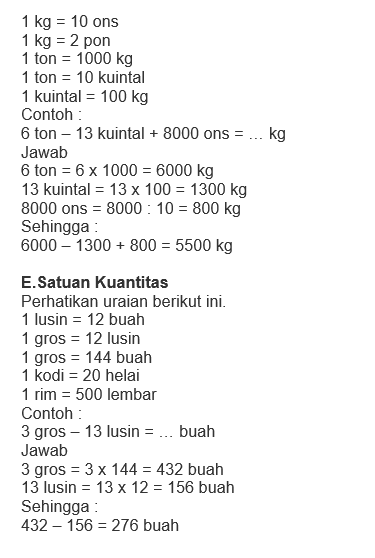 1 kg = 10 ons
1 kg = 2 pon
1 ton = 1000 kg
1 ton = 10 kuintal
1 kuintal = 100 kg
Contoh :
6 ton – 13 kuintal + 8000 ons = … kg
Jawab
6 ton = 6 x 1000 = 6000 kg
13 kuintal = 13 x 100 = 1300 kg
8000 ons = 8000 : 10 = 800 kg
Sehingga :
6000 – 1300 + 800 = 5500 kg
E.Satuan Kuantitas
Perhatikan uraian berikut ini.
1 lusin = 12 buah
1 gros = 12 lusin
1 gros = 144 buah
1 kodi = 20 helai
1 rim = 500 lembar
Contoh :
3 gros – 13 lusin = … buah
Jawab
3 gros = 3 x 144 = 432 buah
13 lusin = 13 x 12 = 156 buah
Sehingga :
432 – 156 = 276 buah